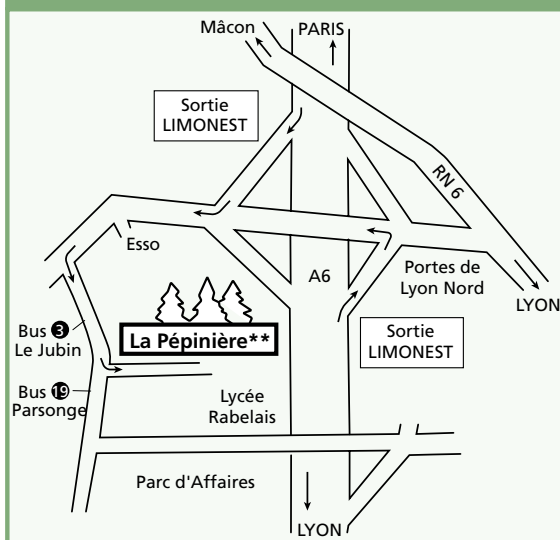 Mâcon
PARIS
Sortie
LIMONEST
RN 6
Esso
A6
Portes de
Lyon Nord
LYON
Bus 3
Le Jubin
La Pépinière**
Sortie
LIMONEST
Bus 19
Parsonge
Lycée
Rabelais
Parc d'Affaires
LYON